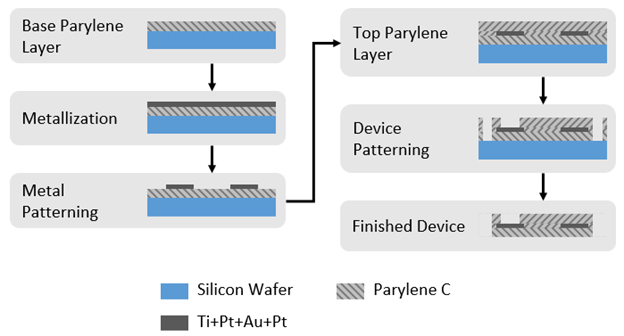 Base Parylene
Layer
Metallization
Metal
Patterning
Top Parylene
Layer
Device
Patterning
Finished Device
Silicon Wafer
Parylene C
Ti+Pt+Au+Pt